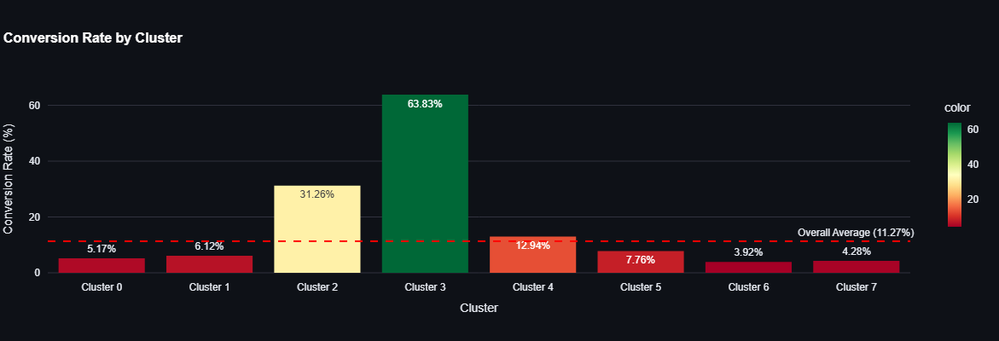 Conversion Rate by Cluster
Conversion Rate (%)
60
40
20
0
5.17%
6.12%
31.26%
63.83%
12.94%
7.76%
3.92%
4.28%
Overall Average (11.27%)
Cluster 0
Cluster 1
Cluster 2
Cluster 3
Cluster 4
Cluster 5
Cluster 6
Cluster 7
Cluster
color
60
40
20